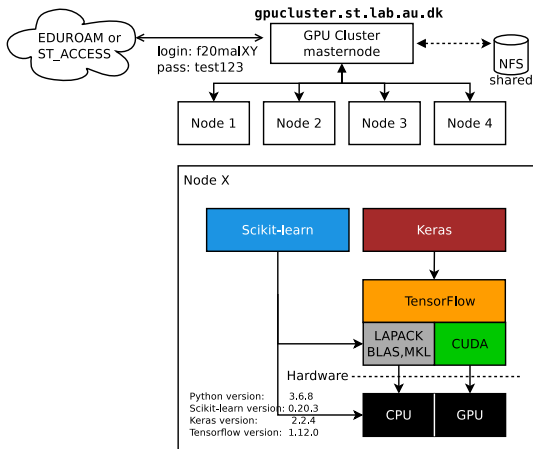 gpucluster.st.lab.au.dk
EDUROAM or
ST_ACCESS
login: f20malXY
pass: test123
GPU Cluster
masternode
NFS
shared
Node 1
Node 2
Node 3
Node 4
Node X
Scikit-learn
Keras
TensorFlow
LAPACK
BLAS,MKL
CUDA
Hardware
Python version: 3.6.8
Scikit-learn version: 0.20.3
Keras version: 2.2.4
Tensorflow version: 1.12.0
CPU
GPU